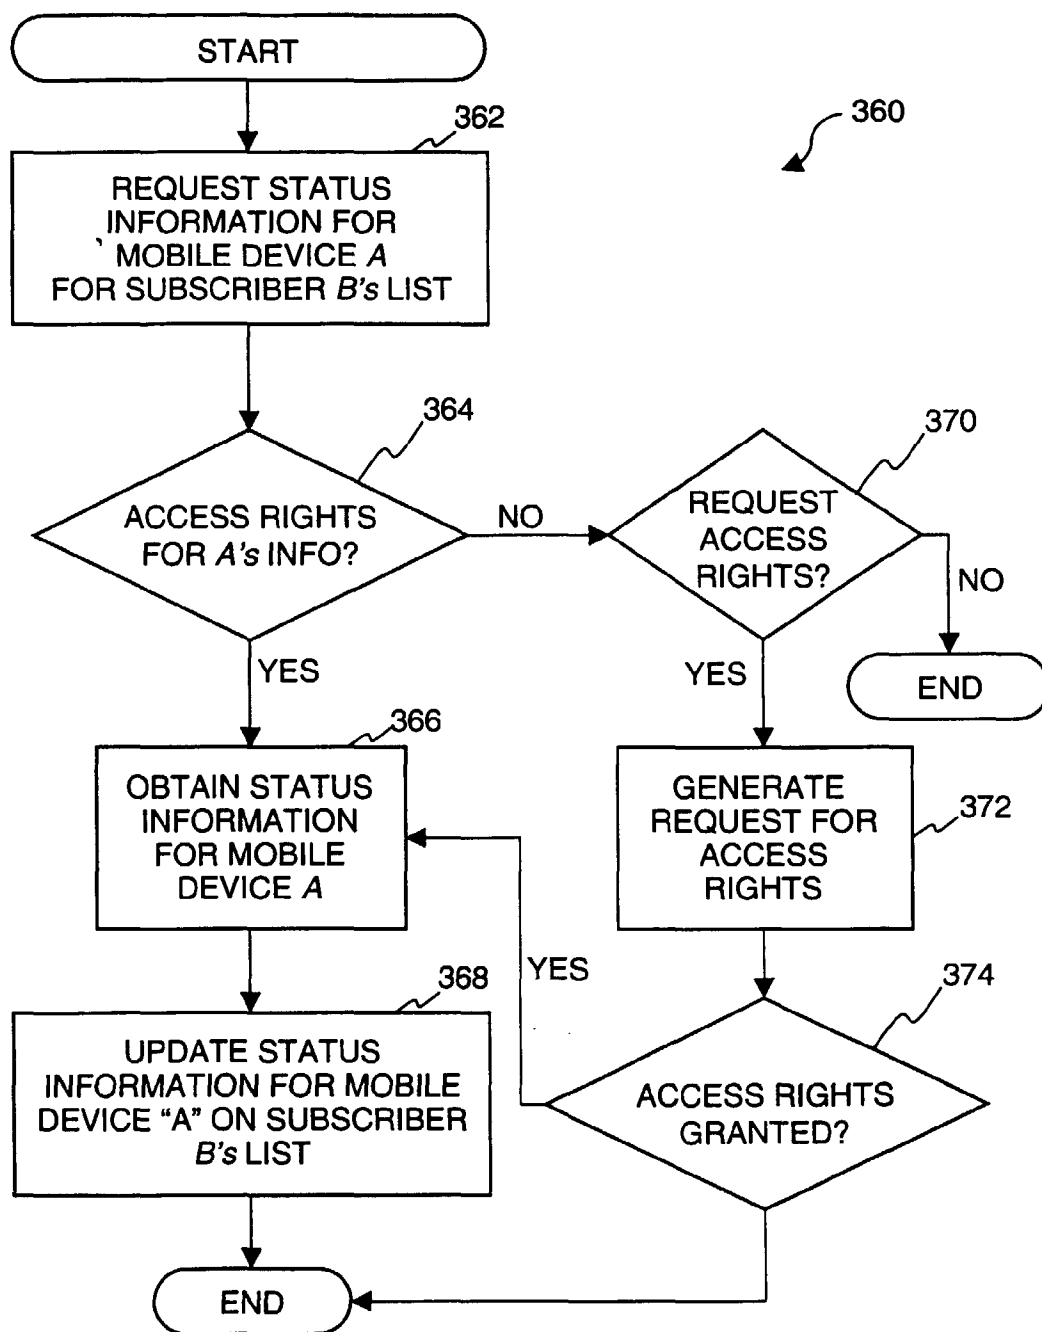 START
360
362
REQUEST STATUS
INFORMATION FOR
MOBILE DEVICE A
FOR SUBSCRIBER B's LIST
364
ACCESS RIGHTS
FOR A's INFO?
NO
370
REQUEST
ACCESS
RIGHTS?
NO
END
YES
YES
366
OBTAIN STATUS
INFORMATION
FOR MOBILE
DEVICE A
372
GENERATE
REQUEST FOR
ACCESS
RIGHTS
YES
368
UPDATE STATUS
INFORMATION FOR MOBILE
DEVICE “A” ON SUBSCRIBER
B's LIST
374
ACCESS RIGHTS
GRANTED?
END